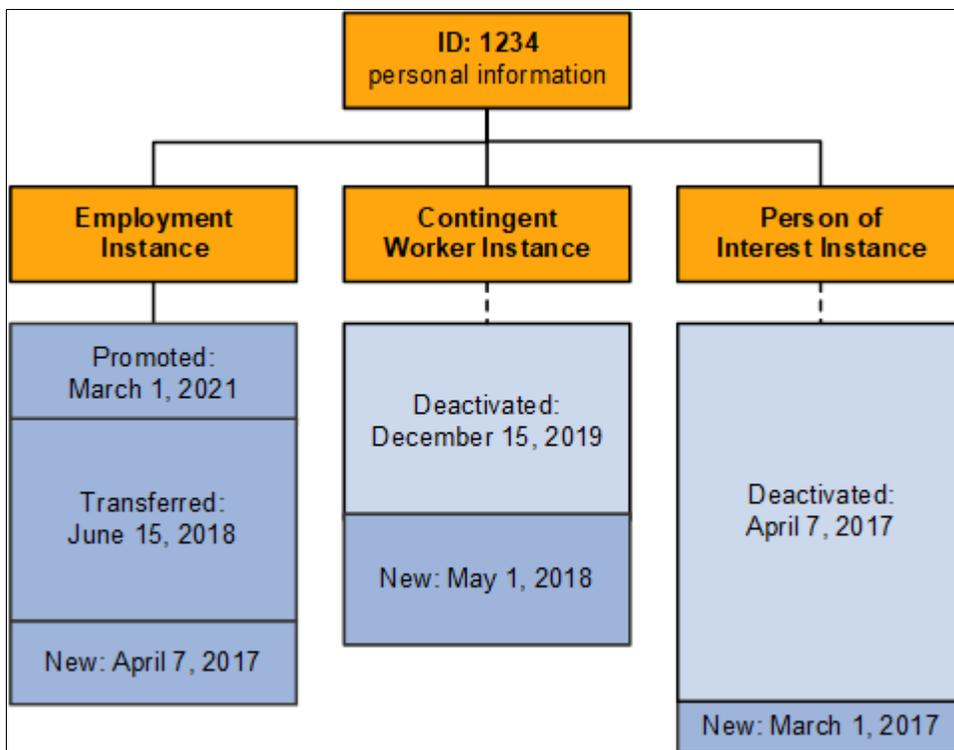 ID: 1234
personal information
Employment
Instance
Contingent
Worker Instance
Person of
Interest Instance
Promoted:
March 1, 2021
Transferred:
June 15, 2018
New: April 7, 2017
Deactivated:
December 15, 2019
New: May 1, 2018
Deactivated:
April 7, 2017
New: March 1, 2017